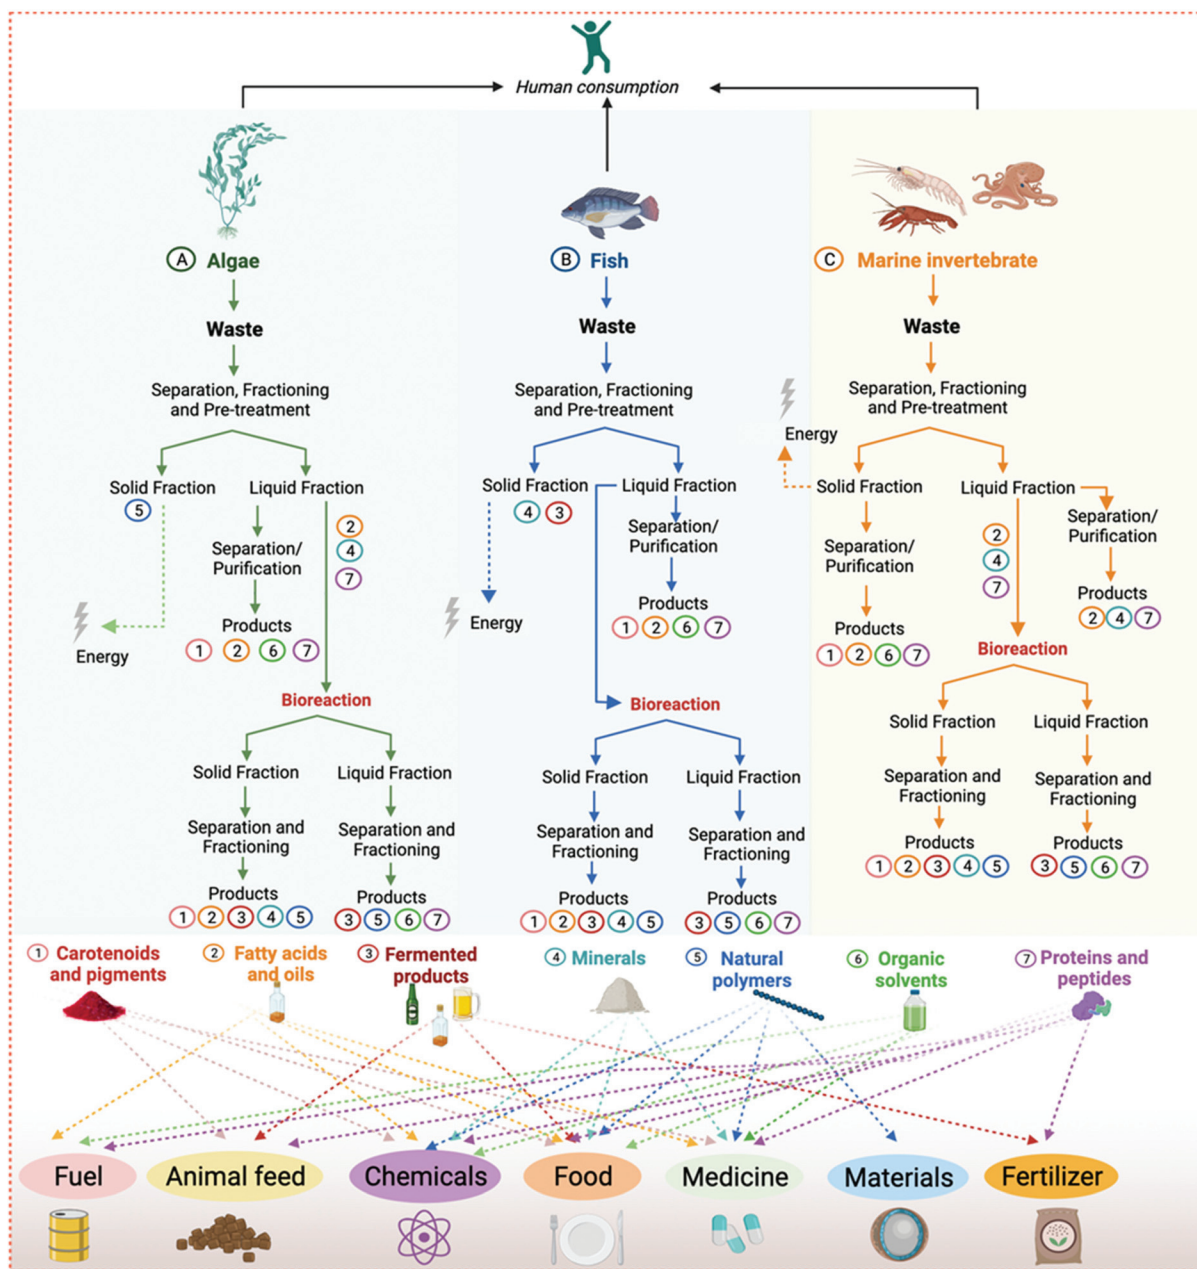 Human consumption
A Algae
Waste
Separation, Fractioning
and Pre-treatment
Solid Fraction
5
Liquid Fraction
2
4
7
Separation/
Purification
Products
1 2 6 7
Energy
Bioreaction
Solid Fraction
Liquid Fraction
Separation and
Fractioning
Separation and
Fractioning
Products
1 2 3 4 5
Products
3 5 6 7
B Fish
Waste
Separation, Fractioning
and Pre-treatment
Solid Fraction
4 3
Liquid Fraction
Separation/
Purification
Products
1 2 6 7
Energy
Bioreaction
Solid Fraction
Liquid Fraction
Separation and
Fractioning
Separation and
Fractioning
Products
1 2 3 4 5
Products
3 5 6 7
C Marine invertebrate
Waste
Separation, Fractioning
and Pre-treatment
Energy
Solid Fraction
Liquid Fraction
Separation/
Purification
Products
1 2 6 7
2
4
7
Separation/
Purification
Products
2 4 7
Bioreaction
Solid Fraction
Liquid Fraction
Separation and
Fractioning
Separation and
Fractioning
Products
1 2 3 4 5
Products
3 5 6 7
1 Carotenoids
and pigments
2 Fatty acids
and oils
3 Fermented
products
4 Minerals
5 Natural
polymers
6 Organic
solvents
7 Proteins and
peptides
Fuel
Animal feed
Chemicals
Food
Medicine
Materials
Fertilizer